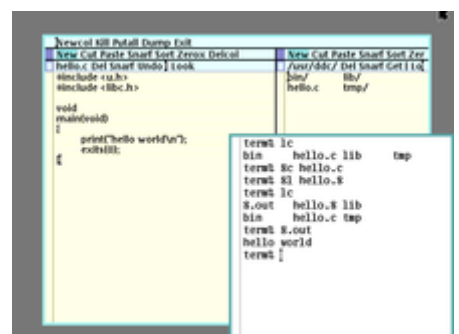 Newcol Kill Putall Dump Exit
New Cut Paste Snarf Sort Zerox Delcol
hello.c Del Snarf Undo | Look
#include <u.h>
#include <libc.h>
void
main(void)
{
print("hello world\n");
exits(0);
}
New Cut Paste Snarf Sort Zer
/usr/ddc/ Del Snarf Get | Lo
bin/ lib/
hello.c tmp/
term% lc
bin hello.c lib tmp
term% 8c hello.c
term% 8l hello.8
term% lc
8.out hello.8 lib
bin hello.c tmp
term% 8.out
hello world
term%